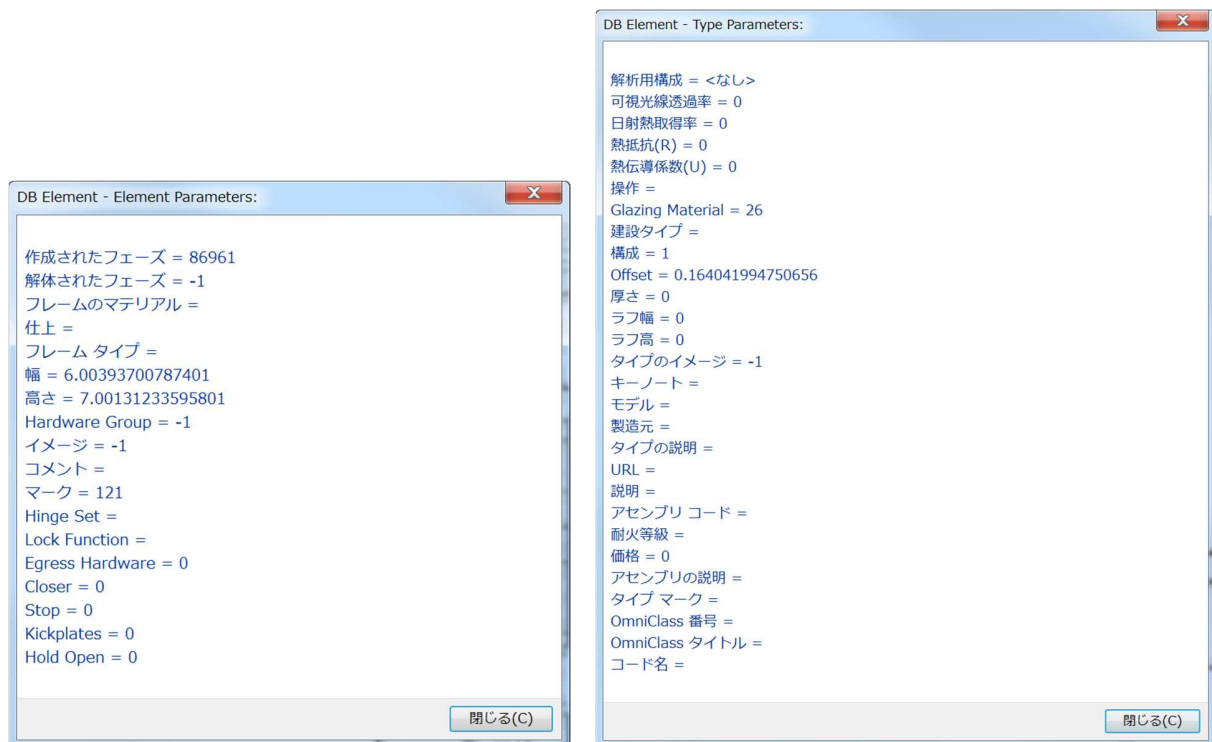 DB Element - Element Parameters:
作成されたフェーズ = 86961
解体されたフェーズ = -1
フレームのマテリアル =
仕上 =
フレーム タイプ =
幅 = 6.00393700787401
高さ = 7.00131233595801
Hardware Group = -1
イメージ = -1
コメント =
マーク = 121
Hinge Set =
Lock Function =
Egress Hardware = 0
Closer = 0
Stop = 0
Kickplates = 0
Hold Open = 0
閉じる(C)
DB Element - Type Parameters:
解析用構成 = <なし>
可視光線透過率 = 0
日射熱取得率 = 0
熱抵抗(R) = 0
熱伝導係数(U) = 0
操作 =
Glazing Material = 26
建設タイプ =
構成 = 1
Offset = 0.164041994750656
厚さ = 0
ラフ幅 = 0
ラフ高 = 0
タイプのイメージ = -1
キーノート =
モデル =
製造元 =
タイプの説明 =
URL =
説明 =
アセンブリ コード =
耐火等級 =
価格 = 0
アセンブリの説明 =
タイプ マーク =
OmniClass 番号 =
OmniClass タイトル =
コード名 =
閉じる(C)